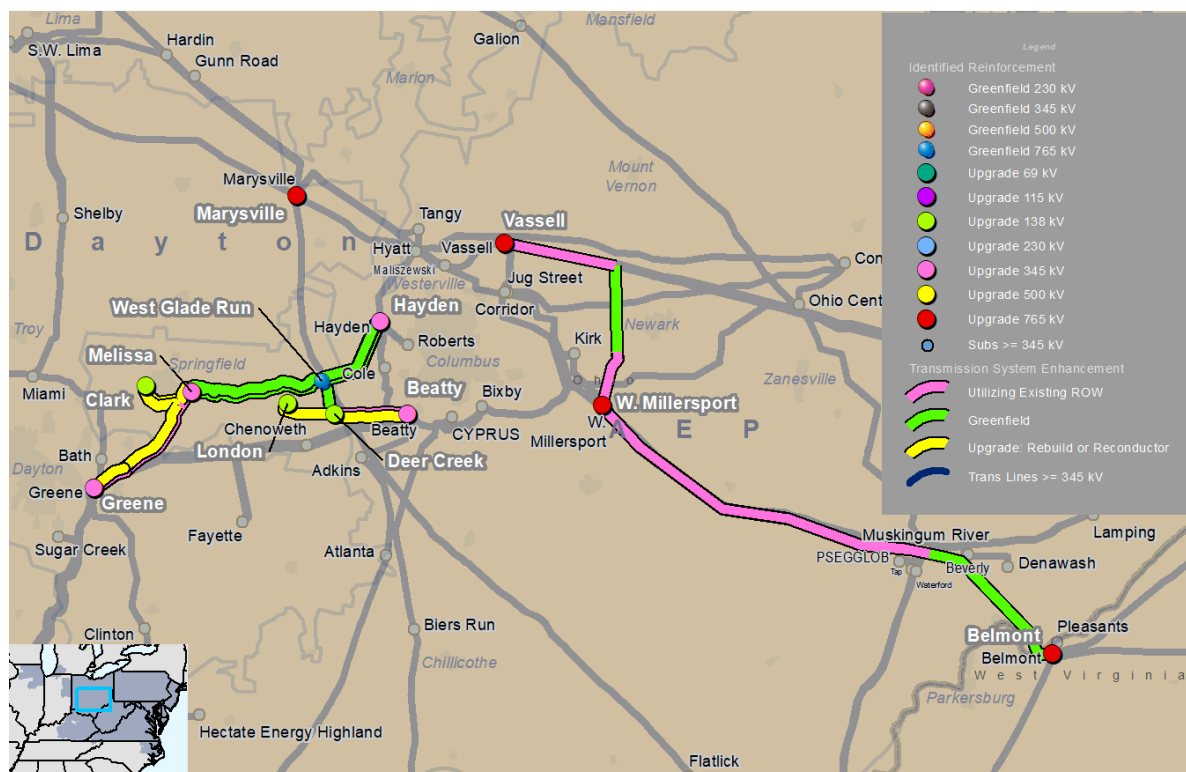 Lima
Mansfield
S.W. Lima
Hardin
Gunn Road
Galion
Marion
Mount
Vernon
Marysville
Marysville
Shelby
Tangy
Vassell
D a y t o n
Hyatt
Vassell
Maliszewski
Westerville
Jug Street
Corridor
Con
Ohio Cent
West Glade Run
Hayden
Hayden
Troy
Newark
Melissa
Springfield
Roberts
Kirk
Columbus
Cole
O h i o
Zanesville
Miami
Clark
Beatty
Bixby
W. Millersport
W.
Millersport
A E P
Chenoweth
Beatty
CYPRUS
London
Deer Creek
Bath
Adkins
Dayton
Greene
Greene
Fayette
Sugar Creek
Atlanta
Muskingum River
Lamping
PSEGGLOB
Tap
Waterford
Beverly
Denawash
Clinton
Biers Run
Chillicothe
Belmont
Pleasants
Belmont
West Virginia
Parkersburg
Hectate Energy Highland
Flatlick
Legend
Identified Reinforcement
Greenfield 230 kV
Greenfield 345 kV
Greenfield 500 kV
Greenfield 765 kV
Upgrade 69 kV
Upgrade 115 kV
Upgrade 138 kV
Upgrade 230 kV
Upgrade 345 kV
Upgrade 500 kV
Upgrade 765 kV
Subs >= 345 kV
Transmission System Enhancement
Utilizing Existing ROW
Greenfield
Upgrade: Rebuild or Reconductor
Trans Lines >= 345 kV